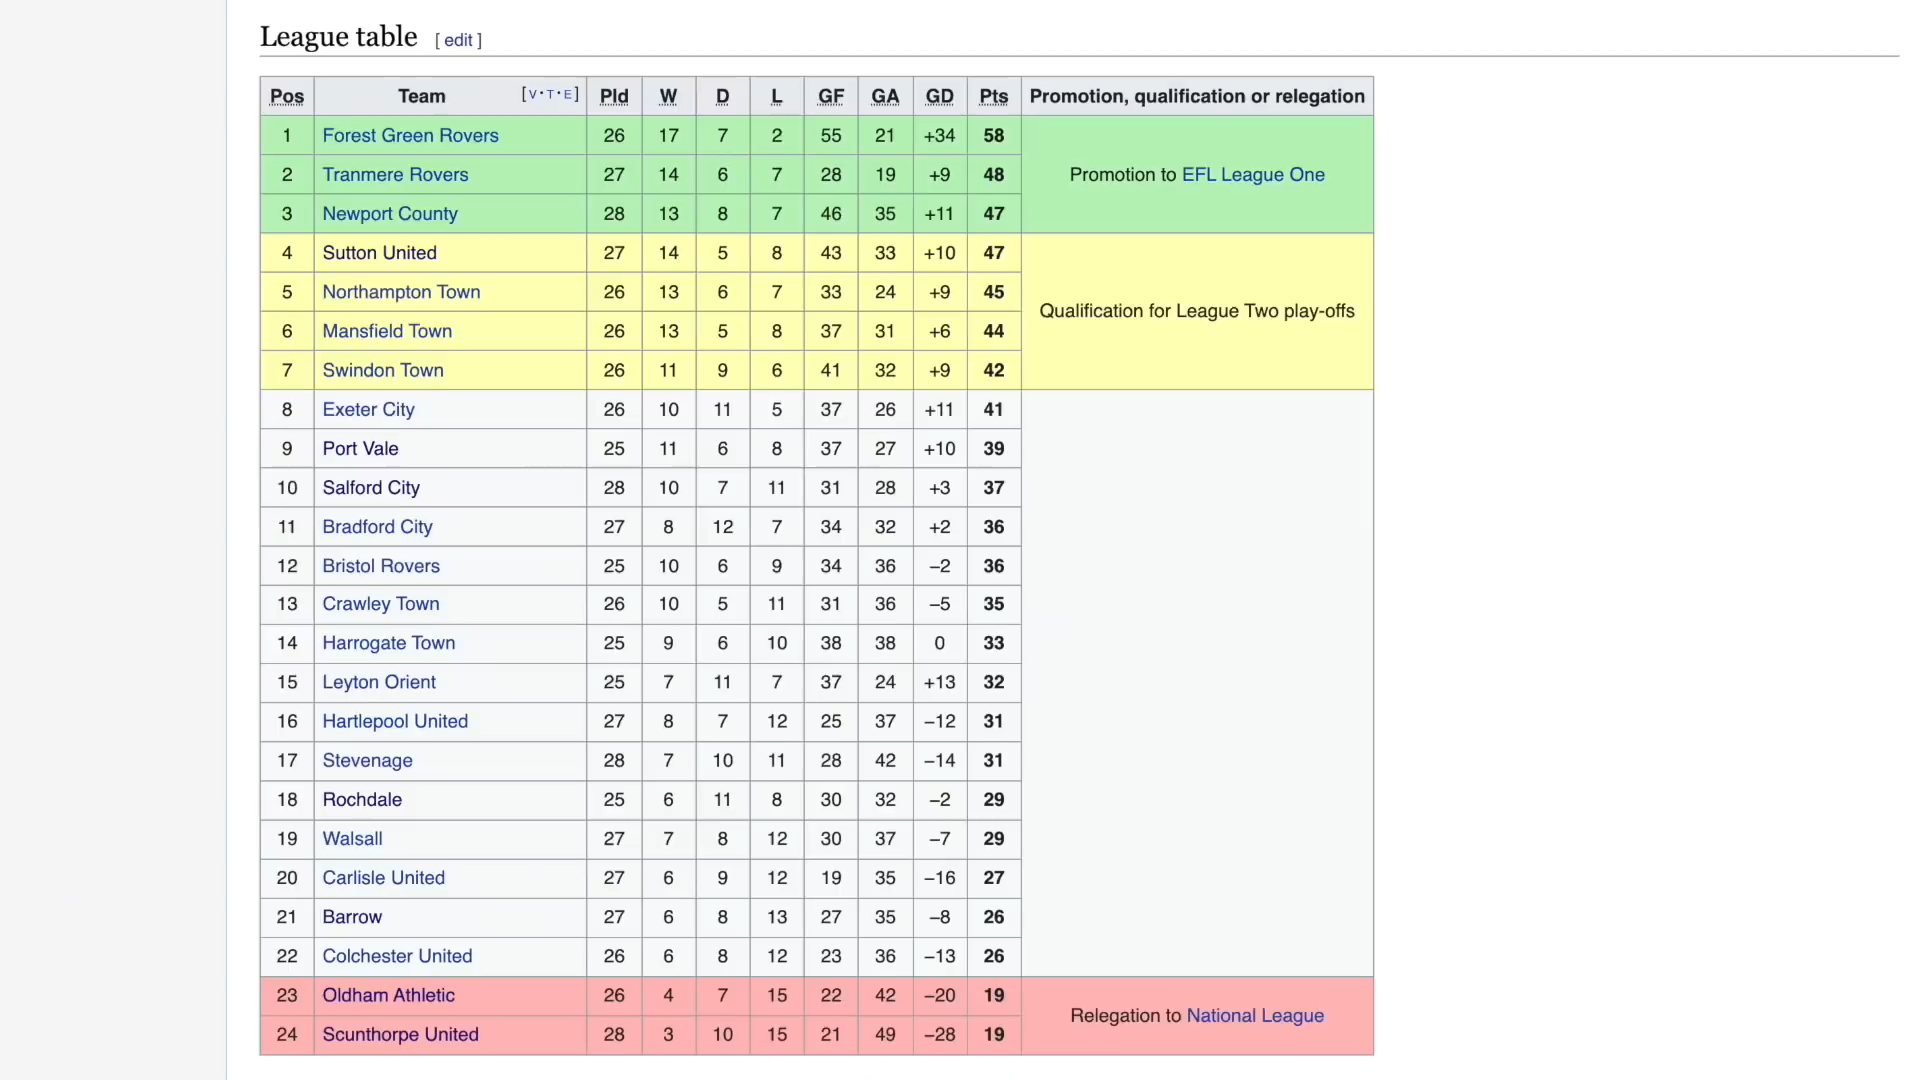 League table [ edit ]
Pos Team [V·T·E] Pld W D L GF GA GD Pts Promotion, qualification or relegation
1 Forest Green Rovers 26 17 7 2 55 21 +34 58
2 Tranmere Rovers 27 14 6 7 28 19 +9 48 Promotion to EFL League One
3 Newport County 28 13 8 7 46 35 +11 47
4 Sutton United 27 14 5 8 43 33 +10 47
5 Northampton Town 26 13 6 7 33 24 +9 45
Qualification for League Two play-offs
6 Mansfield Town 26 13 5 8 37 31 +6 44
7 Swindon Town 26 11 9 6 41 32 +9 42
8 Exeter City 26 10 11 5 37 26 +11 41
9 Port Vale 25 11 6 8 37 27 +10 39
10 Salford City 28 10 7 11 31 28 +3 37
11 Bradford City 27 8 12 7 34 32 +2 36
12 Bristol Rovers 25 10 6 9 34 36 −2 36
13 Crawley Town 26 10 5 11 31 36 −5 35
14 Harrogate Town 25 9 6 10 38 38 0 33
15 Leyton Orient 25 7 11 7 37 24 +13 32
16 Hartlepool United 27 8 7 12 25 37 −12 31
17 Stevenage 28 7 10 11 28 42 −14 31
18 Rochdale 25 6 11 8 30 32 −2 29
19 Walsall 27 7 8 12 30 37 −7 29
20 Carlisle United 27 6 9 12 19 35 −16 27
21 Barrow 27 6 8 13 27 35 −8 26
22 Colchester United 26 6 8 12 23 36 −13 26
23 Oldham Athletic 26 4 7 15 22 42 −20 19
Relegation to National League
24 Scunthorpe United 28 3 10 15 21 49 −28 19